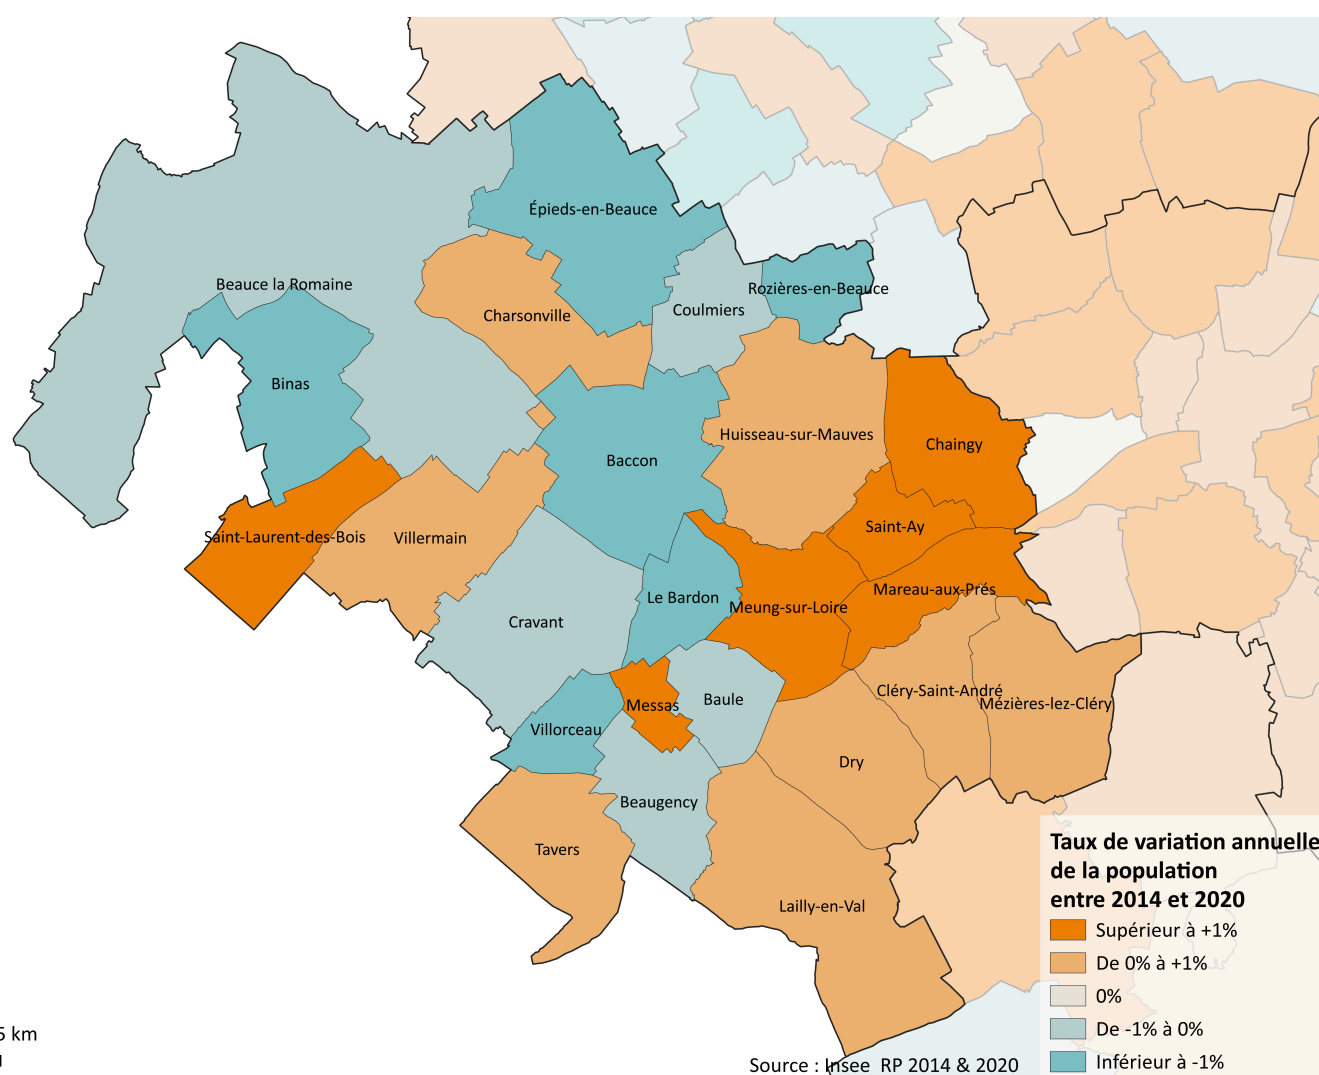 Épieds-en-Beauce
Beauce la Romaine
Rozières-en-Beauce
Coulmiers
Charsonville
Binas
Huisseau-sur-Mauves
Chaingy
Baccon
Saint-Ay
Saint-Laurent-des-Bois
Villermain
Mareau-aux-Prés
Le Bardon
Meung-sur-Loire
Cravant
Cléry-Saint-André
Baule
Messas
Mézières-lez-Cléry
Villorceau
Dry
Beaugency
Tavers
Lailly-en-Val
Taux de variation annuelle
de la population
entre 2014 et 2020
Supérieur à +1%
De 0% à +1%
0%
De -1% à 0%
Inférieur à -1%
5 km
Source : Insee RP 2014 & 2020